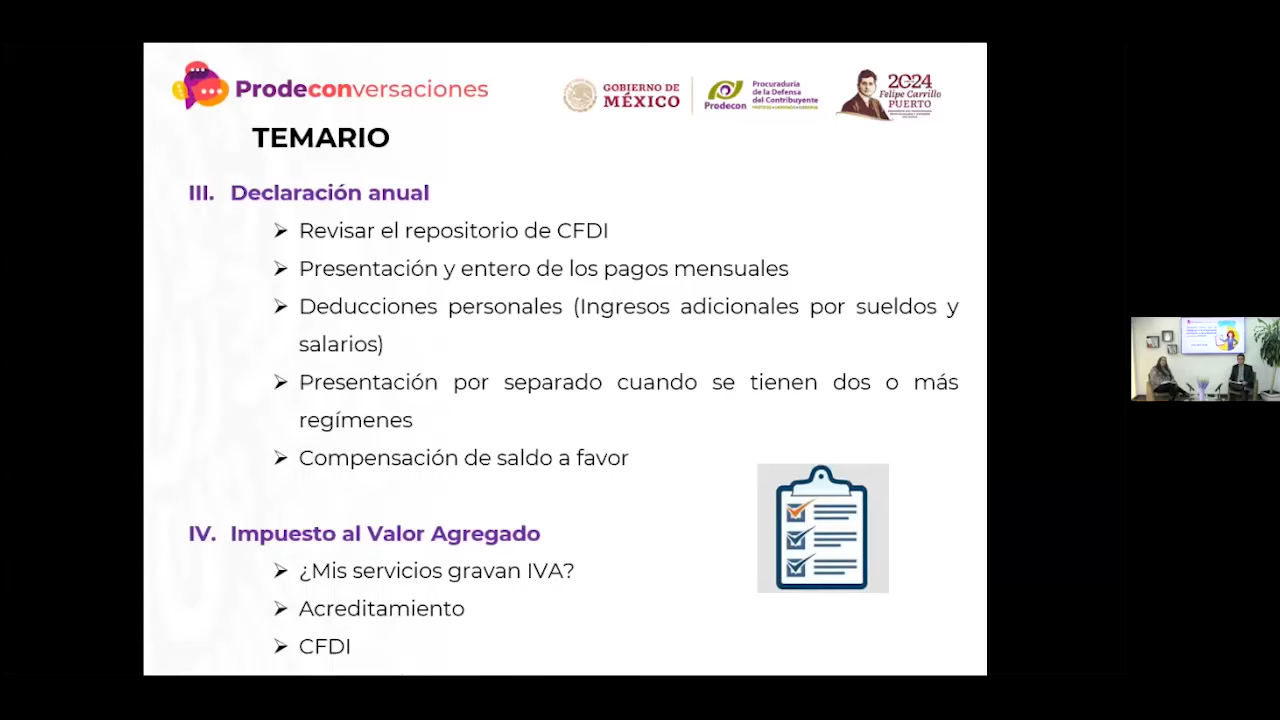 Prodeconversaciones
GOBIERNO DE
MÉXICO
Prodecon
Procuraduría
de la Defensa
del Contribuyente
2024
Felipe Carrillo
PUERTO
TEMARIO
III. Declaración anual
➢ Revisar el repositorio de CFDI
➢ Presentación y entero de los pagos mensuales
➢ Deducciones personales (Ingresos adicionales por sueldos y
salarios)
➢ Presentación por separado cuando se tienen dos o más
regímenes
➢ Compensación de saldo a favor
IV. Impuesto al Valor Agregado
➢ ¿Mis servicios gravan IVA?
➢ Acreditamiento
➢ CFDI